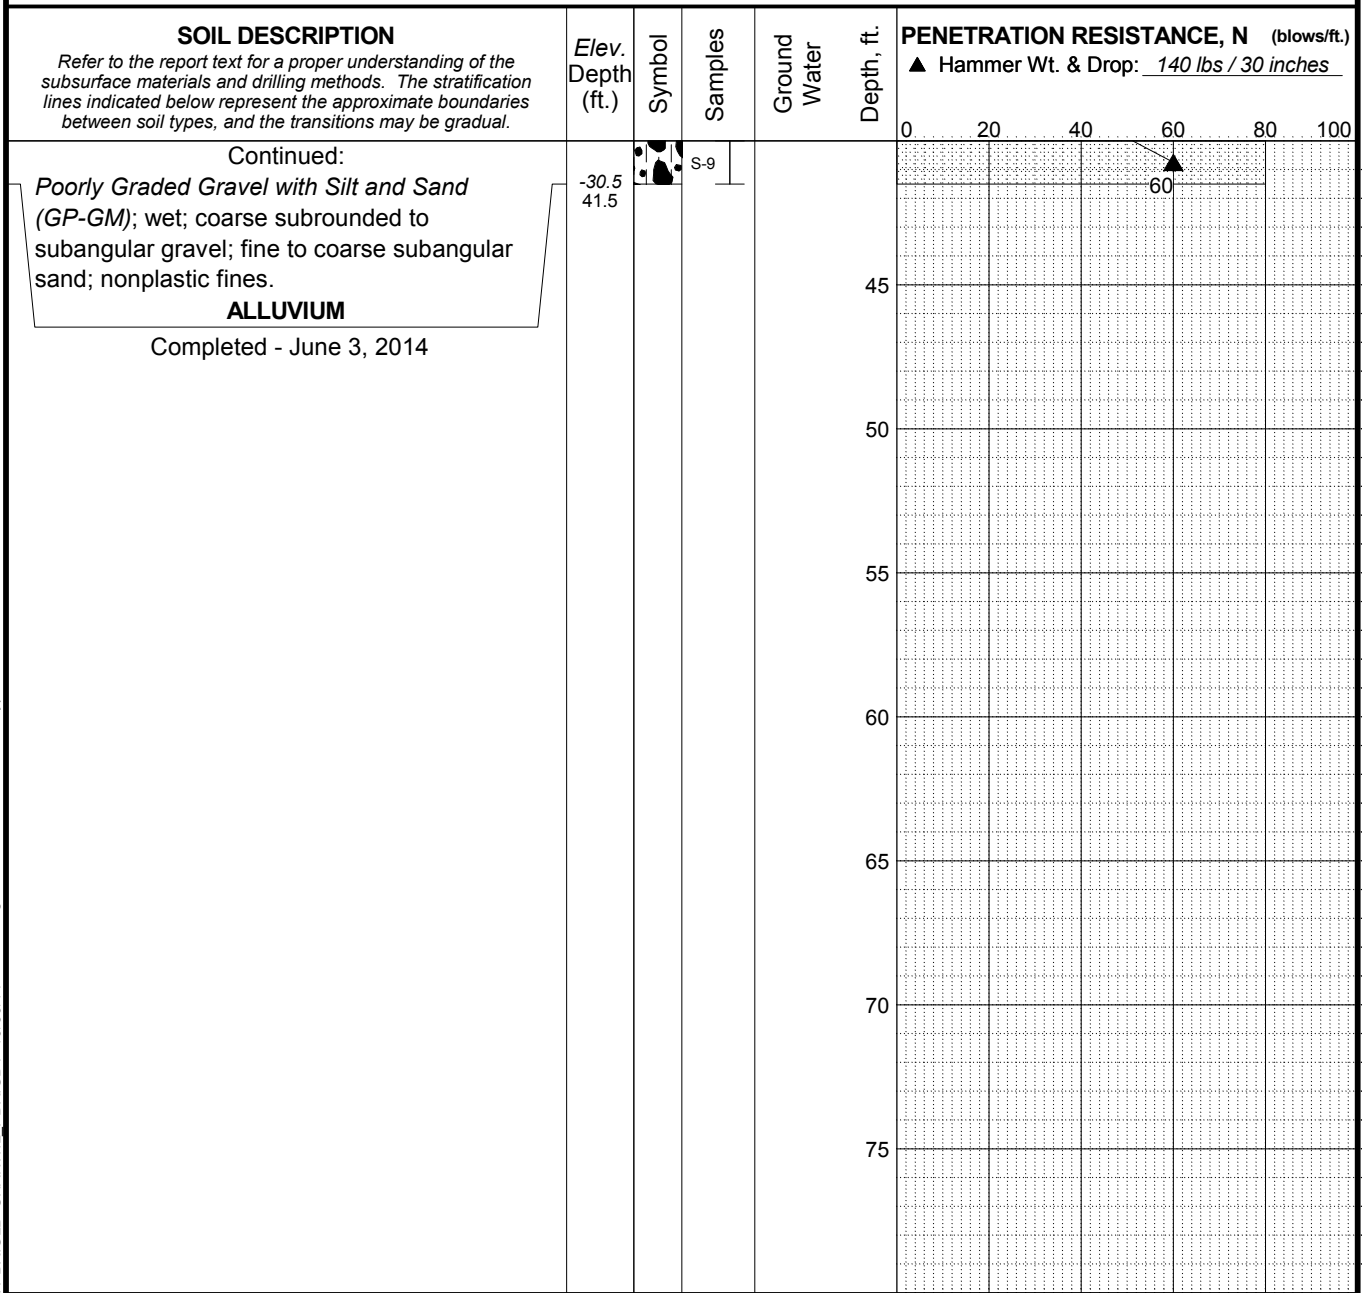 SOIL DESCRIPTION
Refer to the report text for a proper understanding of the
subsurface materials and drilling methods. The stratification
lines indicated below represent the approximate boundaries
between soil types, and the transitions may be gradual.
Elev.
Depth
(ft.)
Symbol
Samples
Ground
Water
Depth, ft.
PENETRATION RESISTANCE, N (blows/ft.)
▲ Hammer Wt. & Drop: 140 lbs / 30 inches
0 20 40 60 80 100
Continued:
Poorly Graded Gravel with Silt and Sand
(GP-GM); wet; coarse subrounded to
subangular gravel; fine to coarse subangular
sand; nonplastic fines.
ALLUVIUM
Completed - June 3, 2014
-30.5
41.5
S-9
60
45
50
55
60
65
70
75